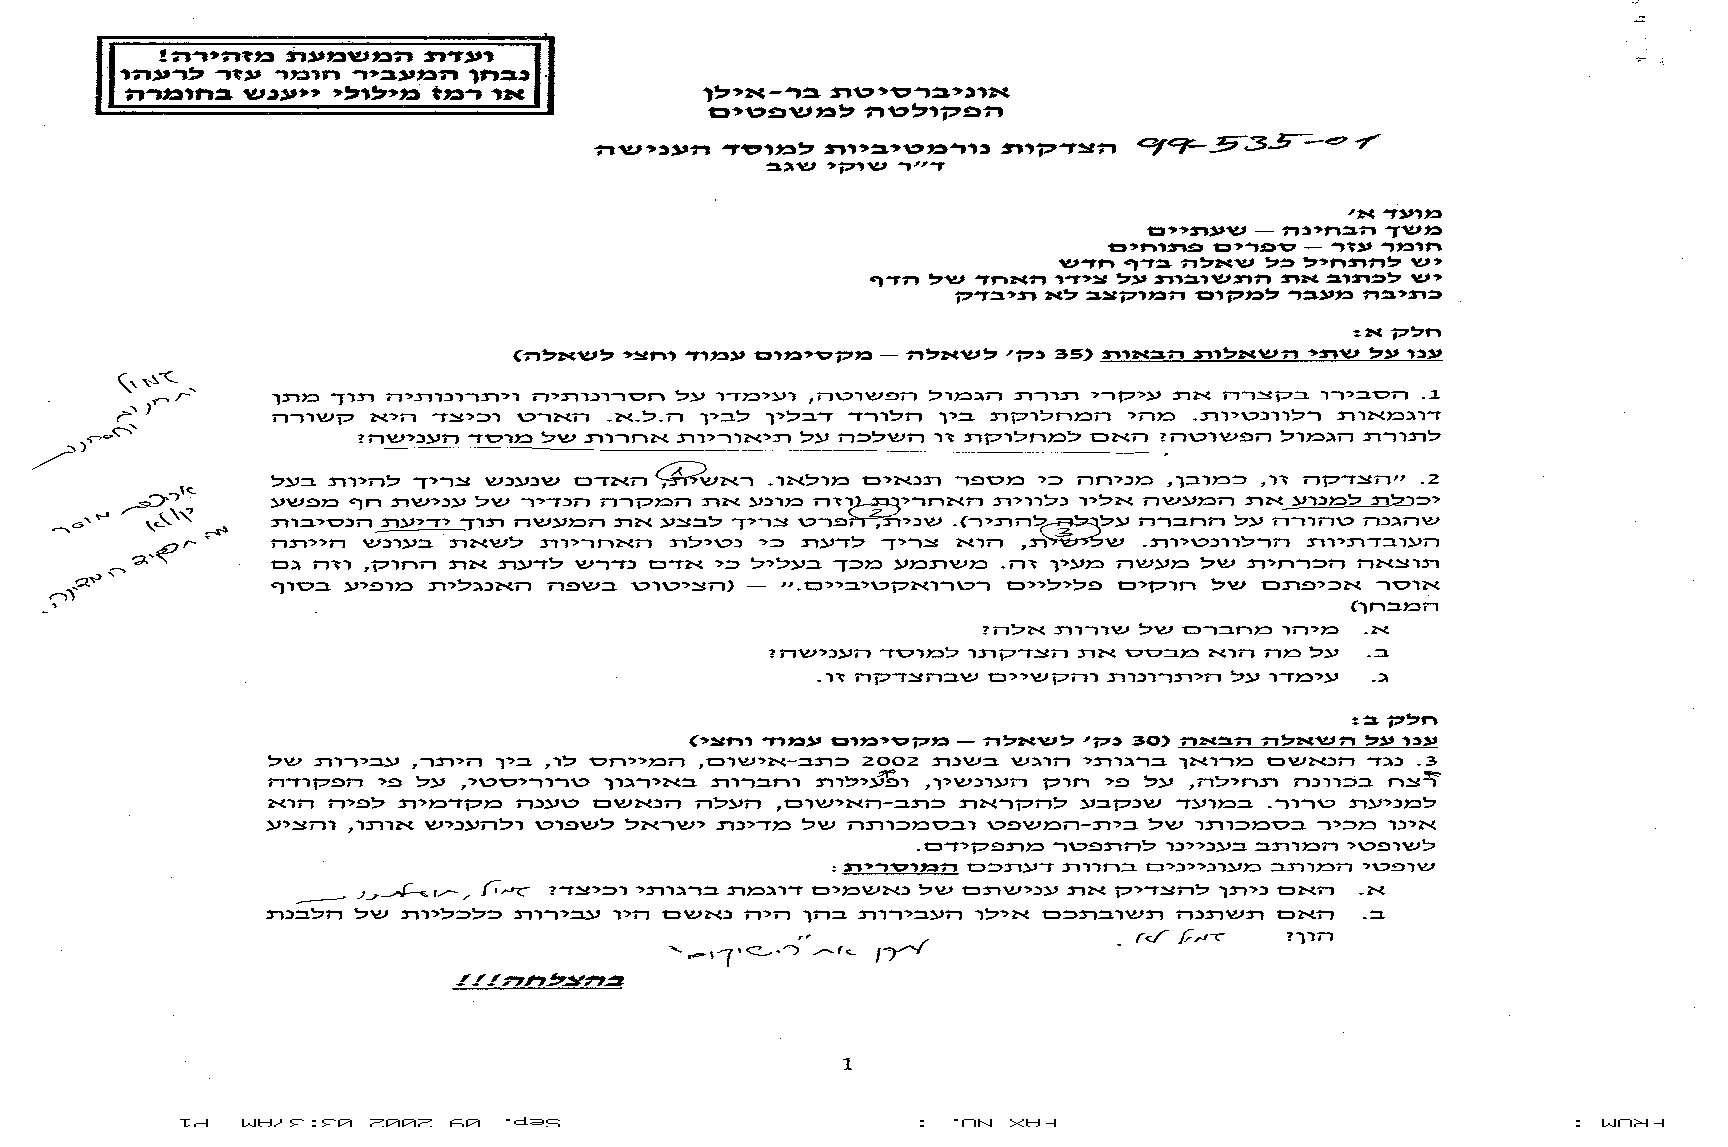 ועדת המשמעת מזהירה!
נבחן המעביר חומר עזר לרעהו
או רמז מילולי ייענש בחומרה
אוניברסיטת בר-אילן
הפקולטה למשפטים
99-535-01 הצדקות נורמטיביות למוסד הענישה
ד"ר שוקי שגב
מועד א'
משך הבחינה – שעתיים
חומר עזר – ספרים פתוחים
יש להתחיל כל שאלה בדף חדש
יש לכתוב את התשובות על צידו האחד של הדף
כתיבה מעבר למקום המוקצב לא תיבדק
חלק א:
ענו על שתי השאלות הבאות (35 נק' לשאלה – מקסימום עמוד וחצי לשאלה)
1. הסבירו בקצרה את עיקרי תורת הגמול הפשוטה, ועימדו על חסרונותיה ויתרונותיה תוך מתן
דוגמאות רלוונטיות. מהי המחלוקת בין הלורד דבלין לבין ה.ל.א. הארט וכיצד היא קשורה
לתורת הגמול הפשוטה? האם למחלוקת זו השלכה על תיאוריות אחרות של מוסד הענישה?
2. "הצדקה זו, כמובן, מניחה כי מספר תנאים מולאו. ראשית, האדם שנענש צריך להיות בעל
יכולת למנוע את המעשה אליו נלווית האחריות (וזה מונע את המקרה הנדיר של ענישת חף מפשע
שהגנה טהורה על החברה עלולה להתיר). שנית, הפרט צריך לבצע את המעשה תוך ידיעת הנסיבות
העובדתיות הרלוונטיות. שלישית, הוא צריך לדעת כי נטילת האחריות לשאת בעונש הייתה
תוצאה הכרחית של מעשה מעין זה. משתמע מכך בעליל כי אדם נדרש לדעת את החוק, וזה גם
אוסר אכיפתם של חוקים פליליים רטרואקטיביים." – (הציטוט בשפה האנגלית מופיע בסוף
המבחן)
א. מיהו מחברם של שורות אלה?
ב. על מה הוא מבסס את הצדקתו למוסד הענישה?
ג. עימדו על היתרונות והקשיים שבהצדקה זו.
חלק ב:
ענו על השאלה הבאה (30 נק' לשאלה – מקסימום עמוד וחצי)
3. נגד הנאשם מרואן ברגותי הוגש בשנת 2002 כתב-אישום, המייחס לו, בין היתר, עבירות של
רצח בכוונה תחילה, על פי חוק העונשין, ופעילות וחברות באירגון טרוריסטי, על פי הפקודה
למניעת טרור. במועד שנקבע להקראת כתב-האישום, העלה הנאשם טענה מקדמית לפיה הוא
אינו מכיר בסמכותו של בית-המשפט ובסמכותה של מדינת ישראל לשפוט ולהעניש אותו, והציע
לשופטי המותב בעניינו להתפטר מתפקידם.
שופטי המותב מעוניינים בחוות דעתכם המוסרית:
א. האם ניתן להצדיק את ענישתם של נאשמים דוגמת ברגותי וכיצד?
ב. האם תשתנה תשובתכם אילו העבירות בהן היה נאשם היו עבירות כלכליות של הלבנת
הון?
בהצלחה!!!
1
FROM : FAX NO. : Sep. 09 2002 03:37AM P1